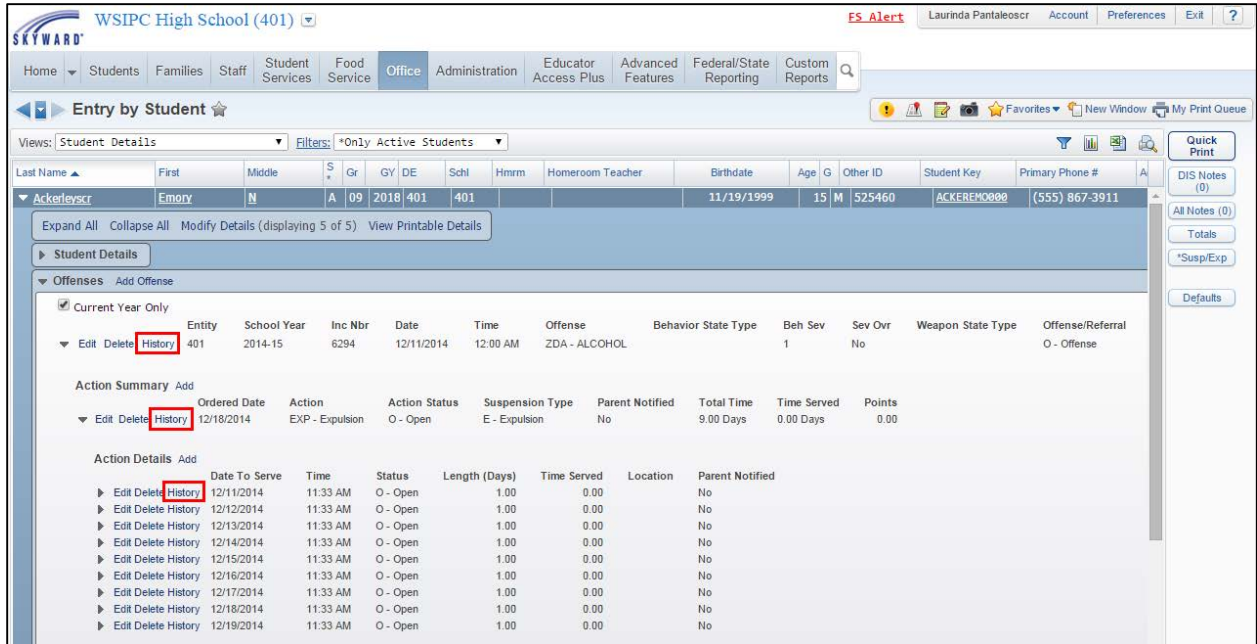 WSIPC High School (401)
FS Alert
Laurinda Pantaleoscr Account Preferences Exit ?
SKYWARD
Home Students Families Staff Student Services Food Service Office Administration Educator Access Plus Advanced Features Federal/State Reporting Custom Reports
Entry by Student
Favorites New Window My Print Queue
Views: Student Details Filters: *Only Active Students
Quick Print
Last Name First Middle S * Gr GY DE Schl Hmrm Homeroom Teacher Birthdate Age G Other ID Student Key Primary Phone #
DIS Notes (0)
Ackerleyscr Emory N A 09 2018 401 401 11/19/1999 15 M 525460 ACKEREMO000 (555) 867-3911
All Notes (0)
Expand All Collapse All Modify Details (displaying 5 of 5) View Printable Details
Totals
Student Details
*Susp/Exp
Offenses Add Offense
Defaults
Current Year Only
Entity School Year Inc Nbr Date Time Offense Behavior State Type Beh Sev Sev Ovr Weapon State Type Offense/Referral
Edit Delete History 401 2014-15 6294 12/11/2014 12:00 AM ZDA - ALCOHOL 1 No O - Offense
Action Summary Add
Ordered Date Action Action Status Suspension Type Parent Notified Total Time Time Served Points
Edit Delete History 12/18/2014 EXP - Expulsion O - Open E - Expulsion No 9.00 Days 0.00 Days 0.00
Action Details Add
Date To Serve Time Status Length (Days) Time Served Location Parent Notified
Edit Delete History 12/11/2014 11:33 AM O - Open 1.00 0.00 No
Edit Delete History 12/12/2014 11:33 AM O - Open 1.00 0.00 No
Edit Delete History 12/13/2014 11:33 AM O - Open 1.00 0.00 No
Edit Delete History 12/14/2014 11:33 AM O - Open 1.00 0.00 No
Edit Delete History 12/15/2014 11:33 AM O - Open 1.00 0.00 No
Edit Delete History 12/16/2014 11:33 AM O - Open 1.00 0.00 No
Edit Delete History 12/17/2014 11:33 AM O - Open 1.00 0.00 No
Edit Delete History 12/18/2014 11:33 AM O - Open 1.00 0.00 No
Edit Delete History 12/19/2014 11:33 AM O - Open 1.00 0.00 No